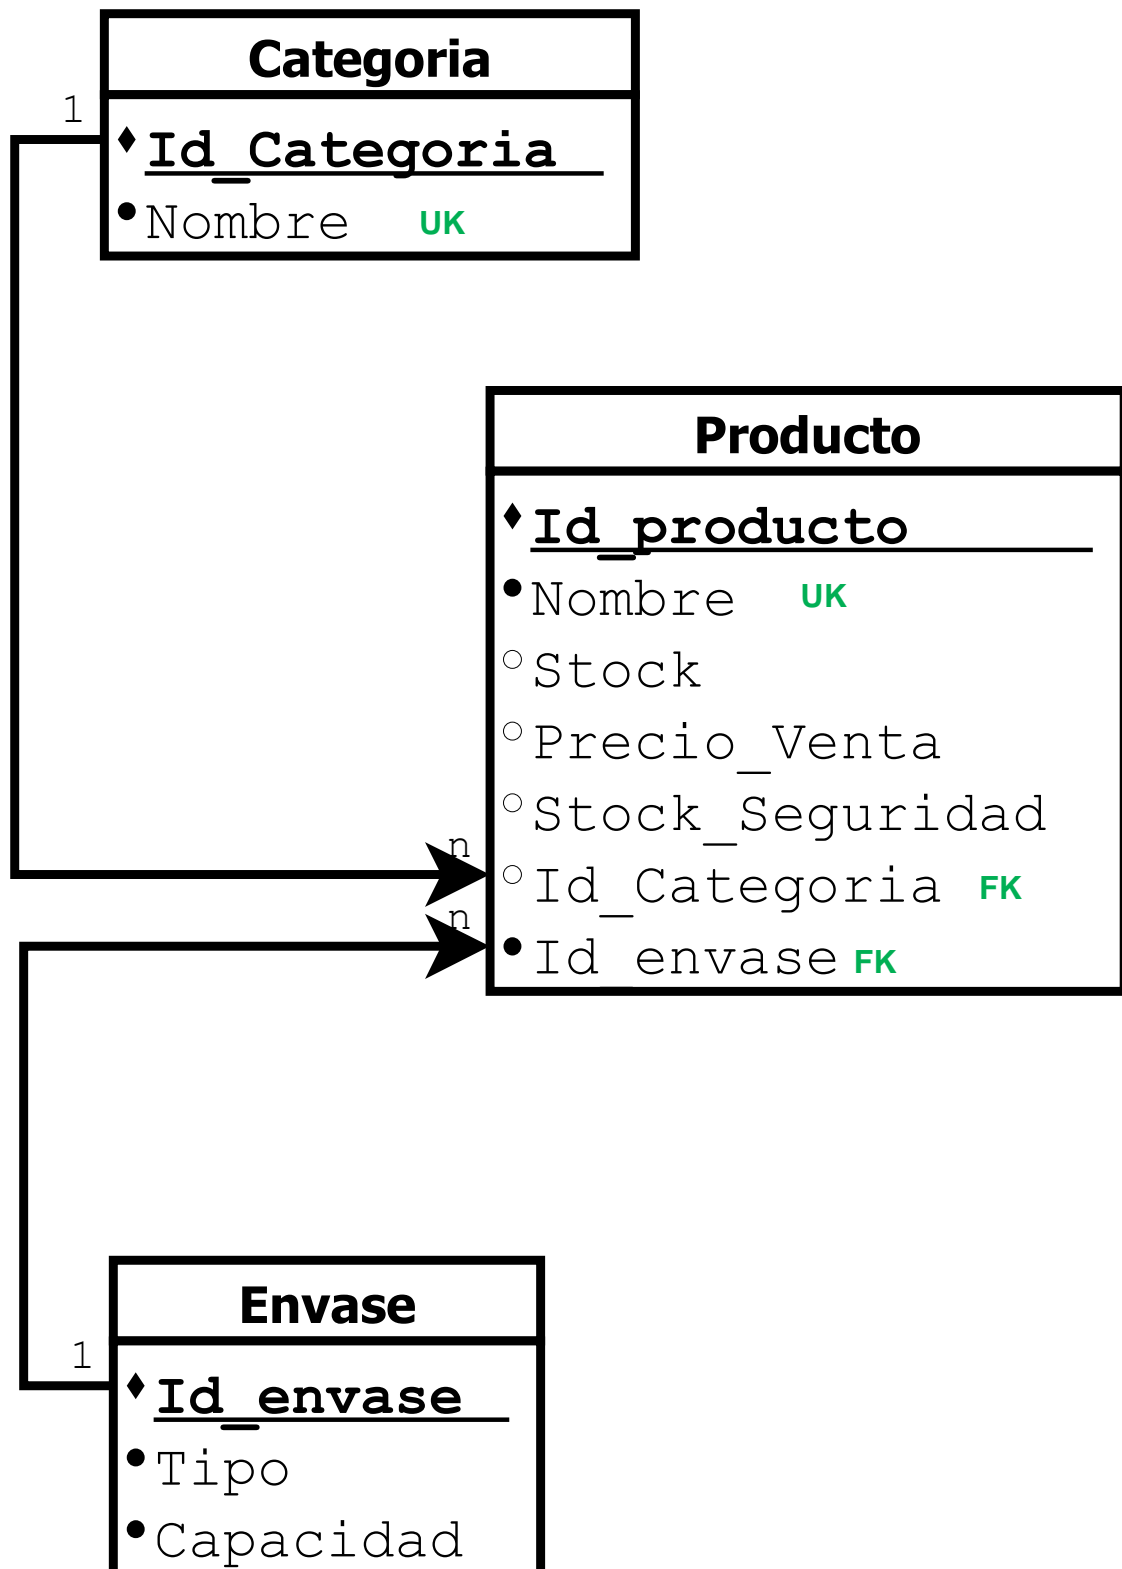 Categoria
1
Id_Categoria
Nombre UK
Producto
Id_producto
Nombre UK
Stock
Precio_Venta
Stock_Seguridad
n
Id_Categoria FK
n
Id_envase FK
Envase
1
Id_envase
Tipo
Capacidad